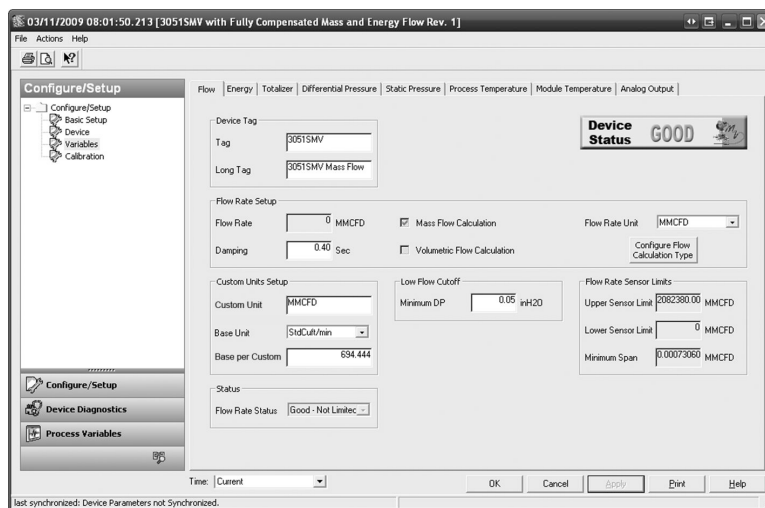 03/11/2009 08:01:50.213 [3051SMV with Fully Compensated Mass and Energy Flow Rev. 1]
File Actions Help
Configure/Setup
Configure/Setup
Basic Setup
Device
Variables
Calibration
Configure/Setup
Device Diagnostics
Process Variables
Flow Energy Totalizer Differential Pressure Static Pressure Process Temperature Module Temperature Analog Output
Device Tag
Tag 3051SMV
Long Tag 3051SMV Mass Flow
Device Status GOOD
Flow Rate Setup
Flow Rate 0 MMCFD
Mass Flow Calculation
Flow Rate Unit MMCFD
Damping 0.40 Sec
Volumetric Flow Calculation
Configure Flow Calculation Type
Custom Units Setup
Custom Unit MMCFD
Base Unit StdCuft/min
Base per Custom 694.444
Low Flow Cutoff
Minimum DP 0.05 inH2O
Flow Rate Sensor Limits
Upper Sensor Limit 2082380.00 MMCFD
Lower Sensor Limit 0 MMCFD
Minimum Span 0.00073060 MMCFD
Status
Flow Rate Status Good - Not Limitec
Time: Current
OK Cancel Apply Print Help
last synchronized: Device Parameters not Synchronized.